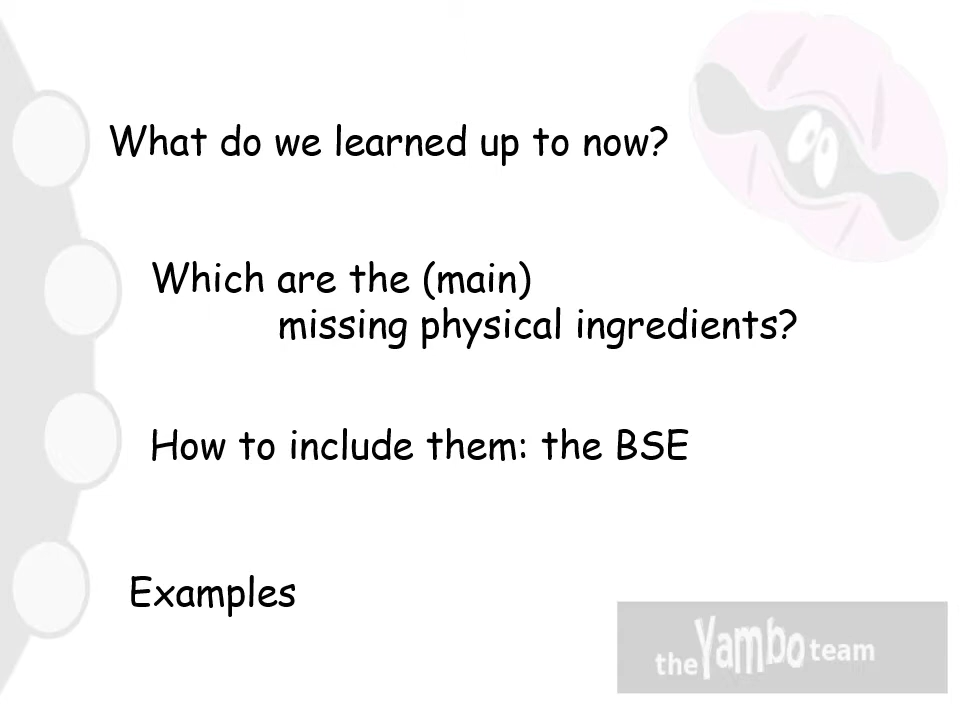 What do we learned up to now?
Which are the (main)
missing physical ingredients?
How to include them: the BSE
Examples
the Yambo team